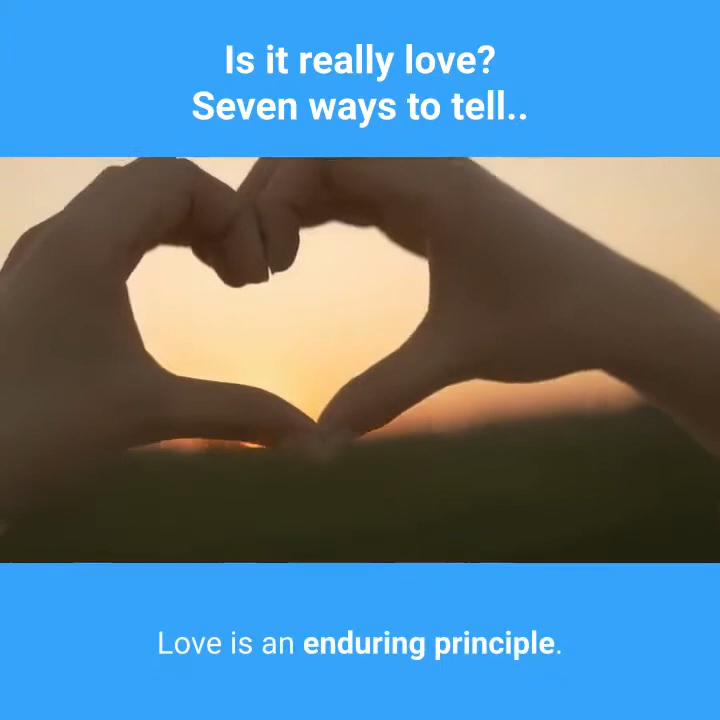 Is it really love?
Seven ways to tell..
Love is an enduring principle.